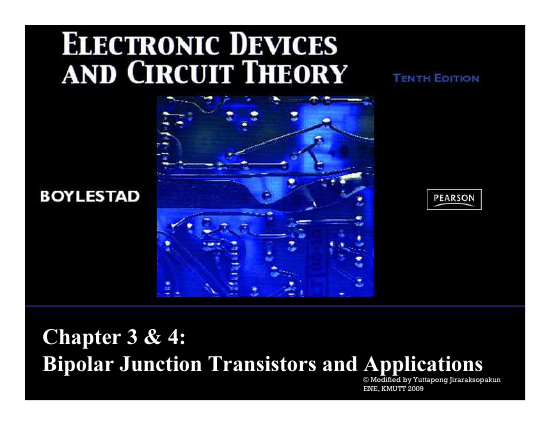 ELECTRONIC DEVICES
AND CIRCUIT THEORY
TENTH EDITION
BOYLESTAD
PEARSON
Chapter 3 & 4:
Bipolar Junction Transistors and Applications
© Modified by Yuttapong Jiraraksopakun
ENE, KMUTT 2009